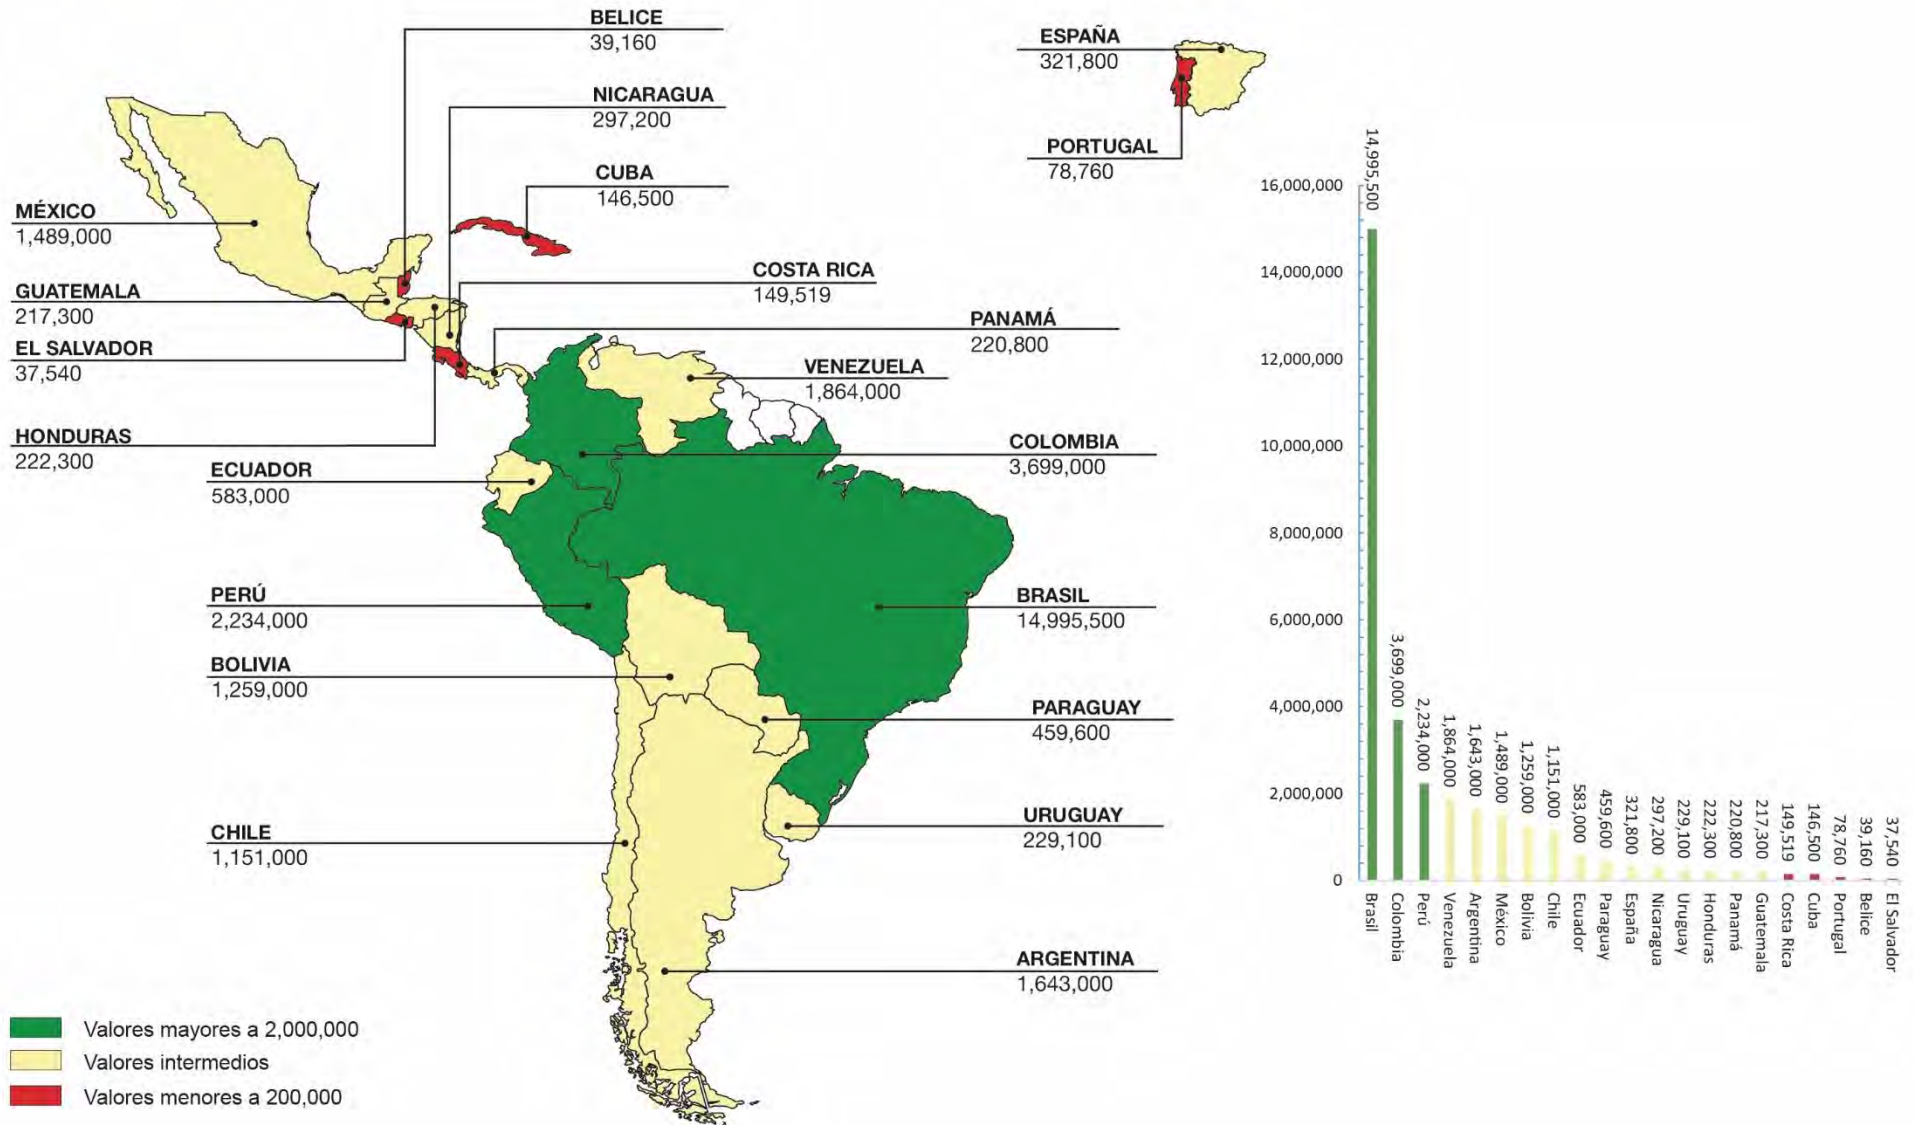 BELICE
39,160
NICARAGUA
297,200
CUBA
146,500
MÉXICO
1,489,000
GUATEMALA
217,300
EL SALVADOR
37,540
HONDURAS
222,300
COSTA RICA
149,519
PANAMÁ
220,800
VENEZUELA
1,864,000
COLOMBIA
3,699,000
ECUADOR
583,000
PERÚ
2,234,000
BRASIL
14,995,500
BOLIVIA
1,259,000
PARAGUAY
459,600
URUGUAY
229,100
CHILE
1,151,000
ARGENTINA
1,643,000
ESPAÑA
321,800
PORTUGAL
78,760
Valores mayores a 2,000,000
Valores intermedios
Valores menores a 200,000
16,000,000
14,000,000
12,000,000
10,000,000
8,000,000
6,000,000
4,000,000
2,000,000
0
14,995,500
3,699,000
2,234,000
1,864,000
1,643,000
1,489,000
1,259,000
1,151,000
583,000
459,600
321,800
297,200
229,100
222,300
220,800
217,300
149,519
146,500
78,760
39,160
37,540
Brasil
Colombia
Perú
Venezuela
Argentina
México
Bolivia
Chile
Ecuador
Paraguay
España
Nicaragua
Uruguay
Honduras
Panamá
Guatemala
Costa Rica
Cuba
Portugal
Belice
El Salvador